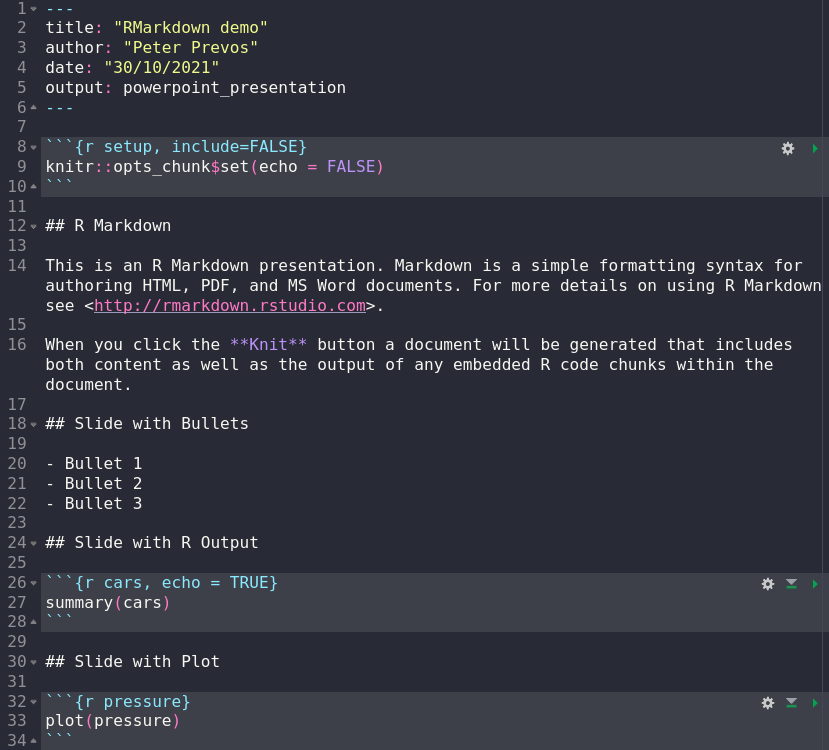 1 ---
2 title: "RMarkdown demo"
3 author: "Peter Prevos"
4 date: "30/10/2021"
5 output: powerpoint_presentation
6 ---
7
8 ```{r setup, include=FALSE}
9 knitr::opts_chunk$set(echo = FALSE)
10 ```
11
12 ## R Markdown
13
14 This is an R Markdown presentation. Markdown is a simple formatting syntax for
authoring HTML, PDF, and MS Word documents. For more details on using R Markdown
see <http://rmarkdown.rstudio.com>.
15
16 When you click the **Knit** button a document will be generated that includes
both content as well as the output of any embedded R code chunks within the
document.
17
18 ## Slide with Bullets
19
20 - Bullet 1
21 - Bullet 2
22 - Bullet 3
23
24 ## Slide with R Output
25
26 ```{r cars, echo = TRUE}
27 summary(cars)
28 ```
29
30 ## Slide with Plot
31
32 ```{r pressure}
33 plot(pressure)
34 ```